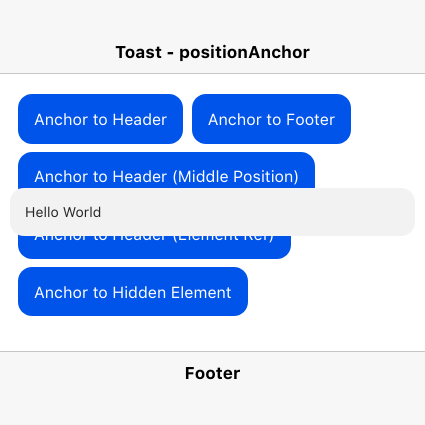 Toast - positionAnchor
Anchor to Header
Anchor to Footer
Anchor to Header (Middle Position)
Hello World
Anchor to Header (Element Ref)
Anchor to Hidden Element
Footer